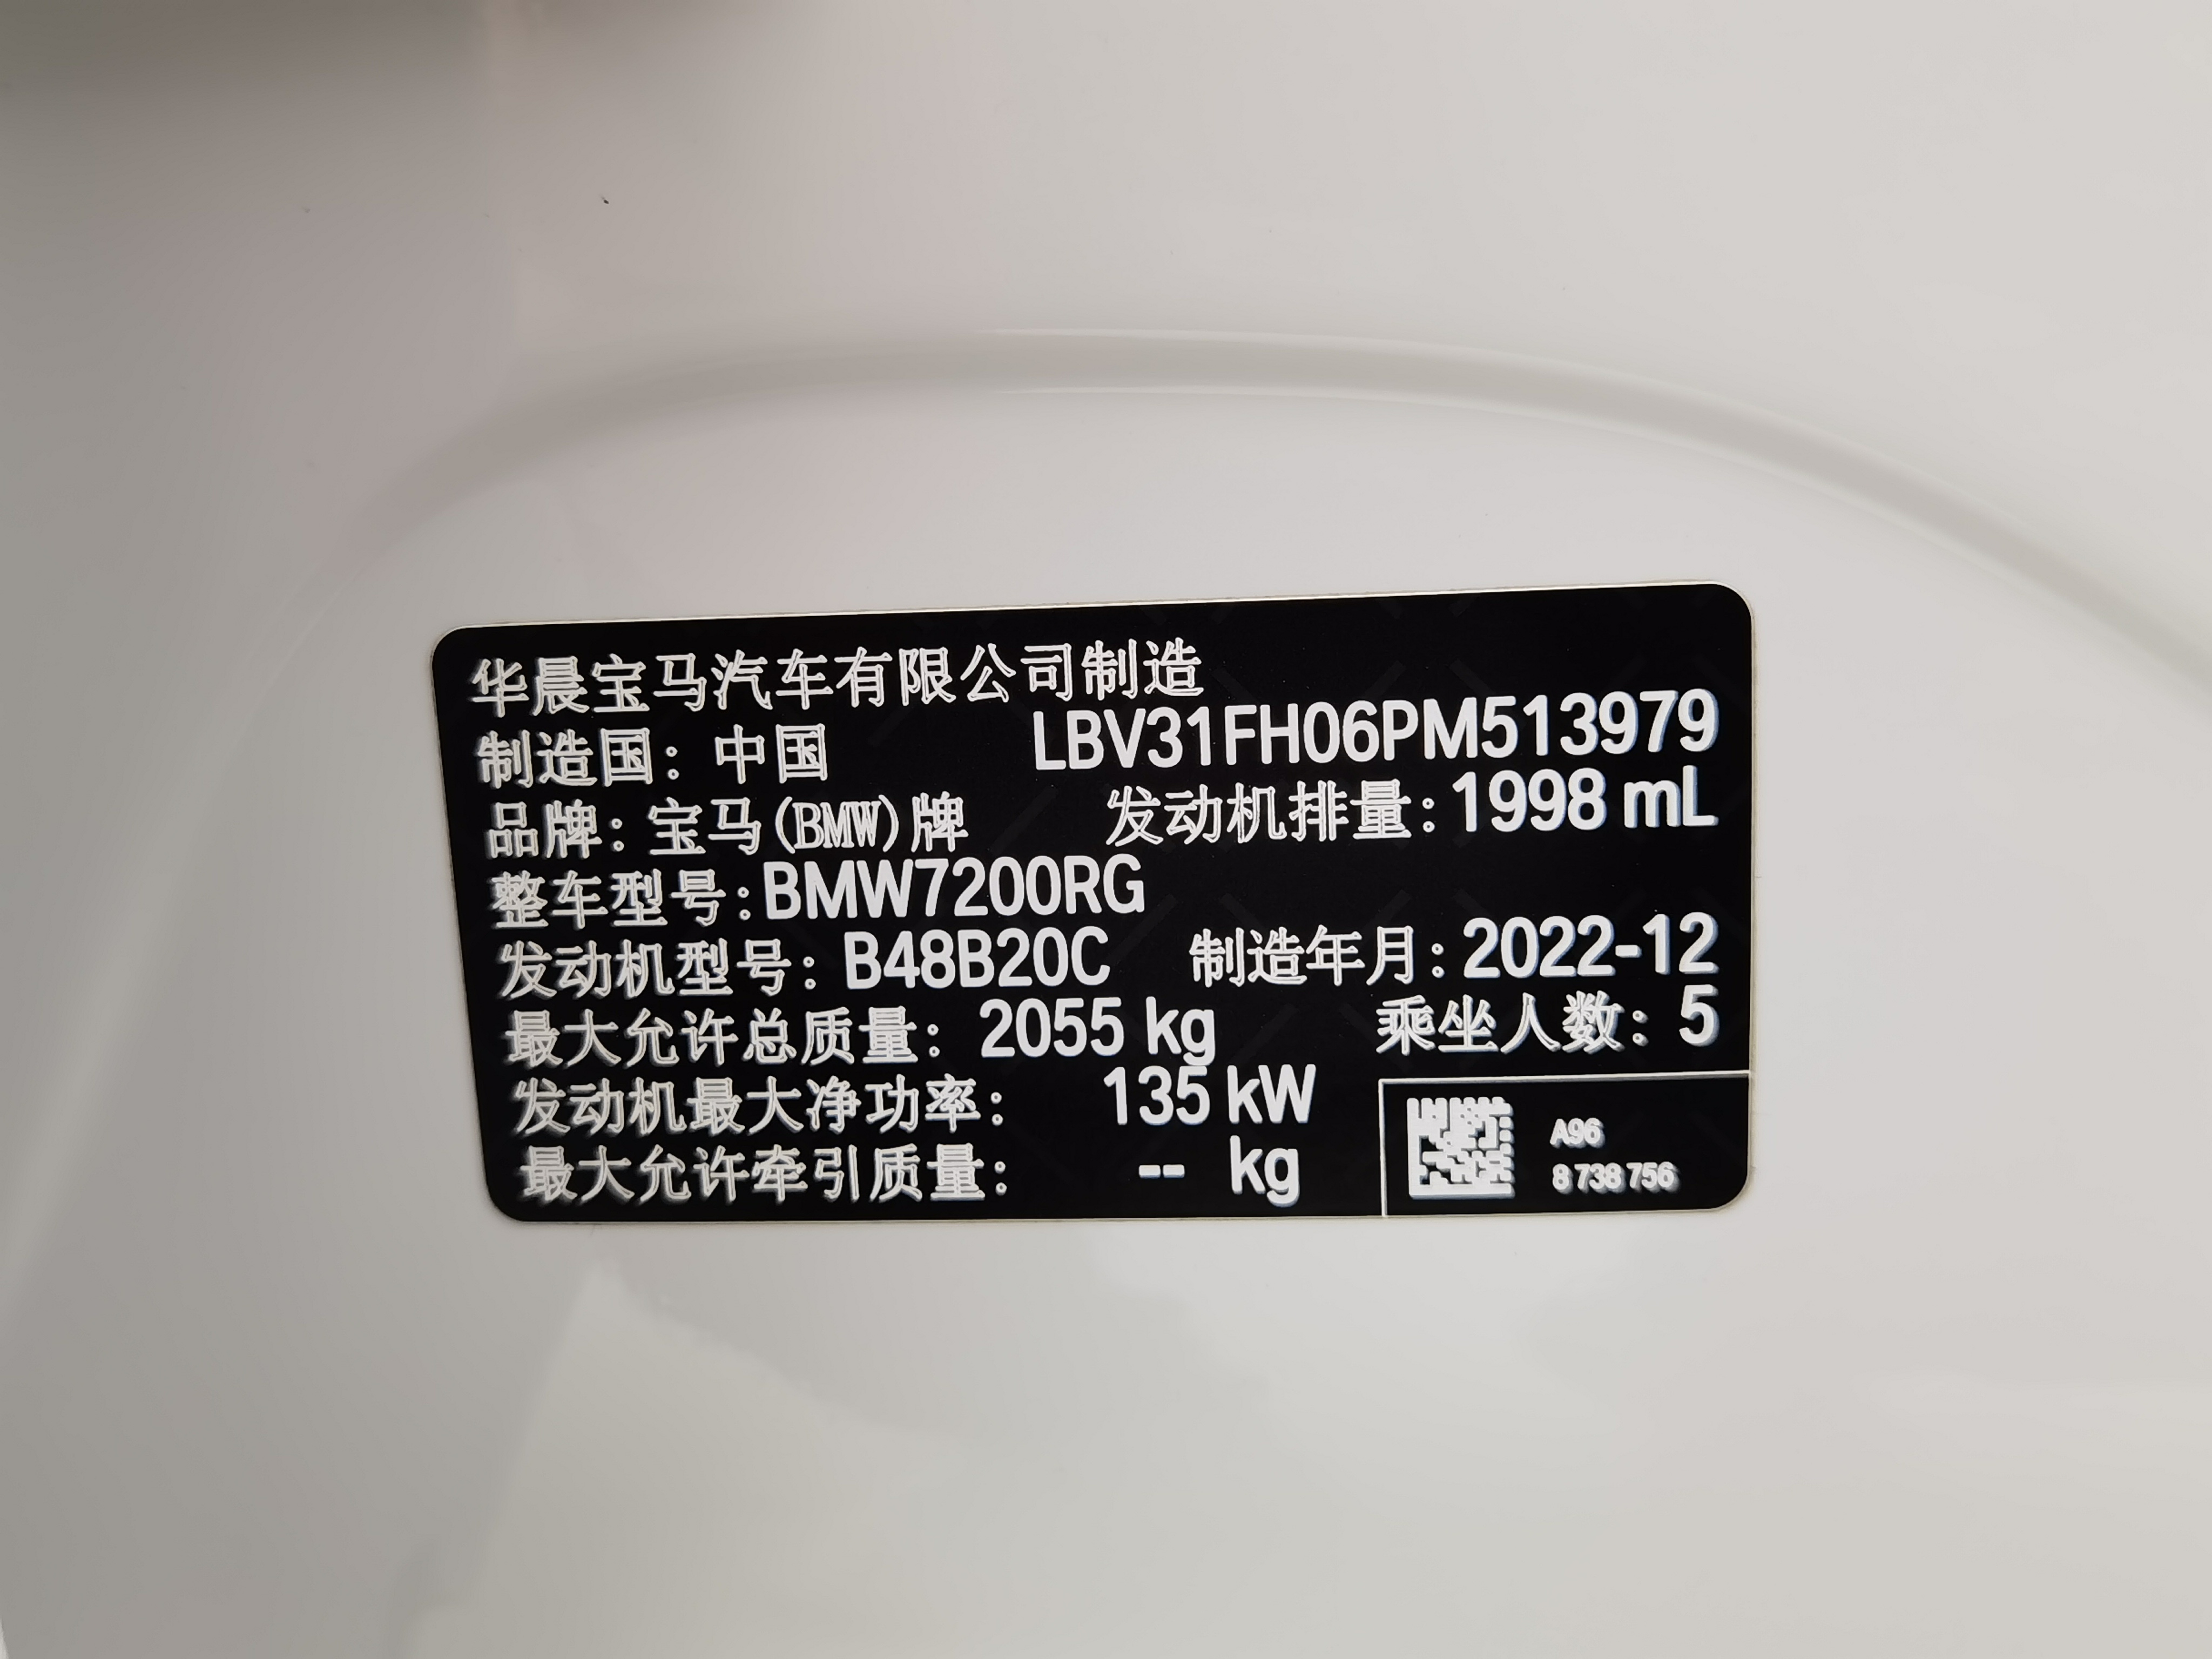 华晨宝马汽车有限公司制造
制造国：中国 LBV31FH06PM513979
品牌：宝马(BMW)牌 发动机排量：1998 mL
整车型号：BMW7200RG
发动机型号：B48B20C 制造年月：2022-12
最大允许总质量：2055 kg 乘坐人数：5
发动机最大净功率：135 kW
最大允许牵引质量：-- kg
A96
8 738 756